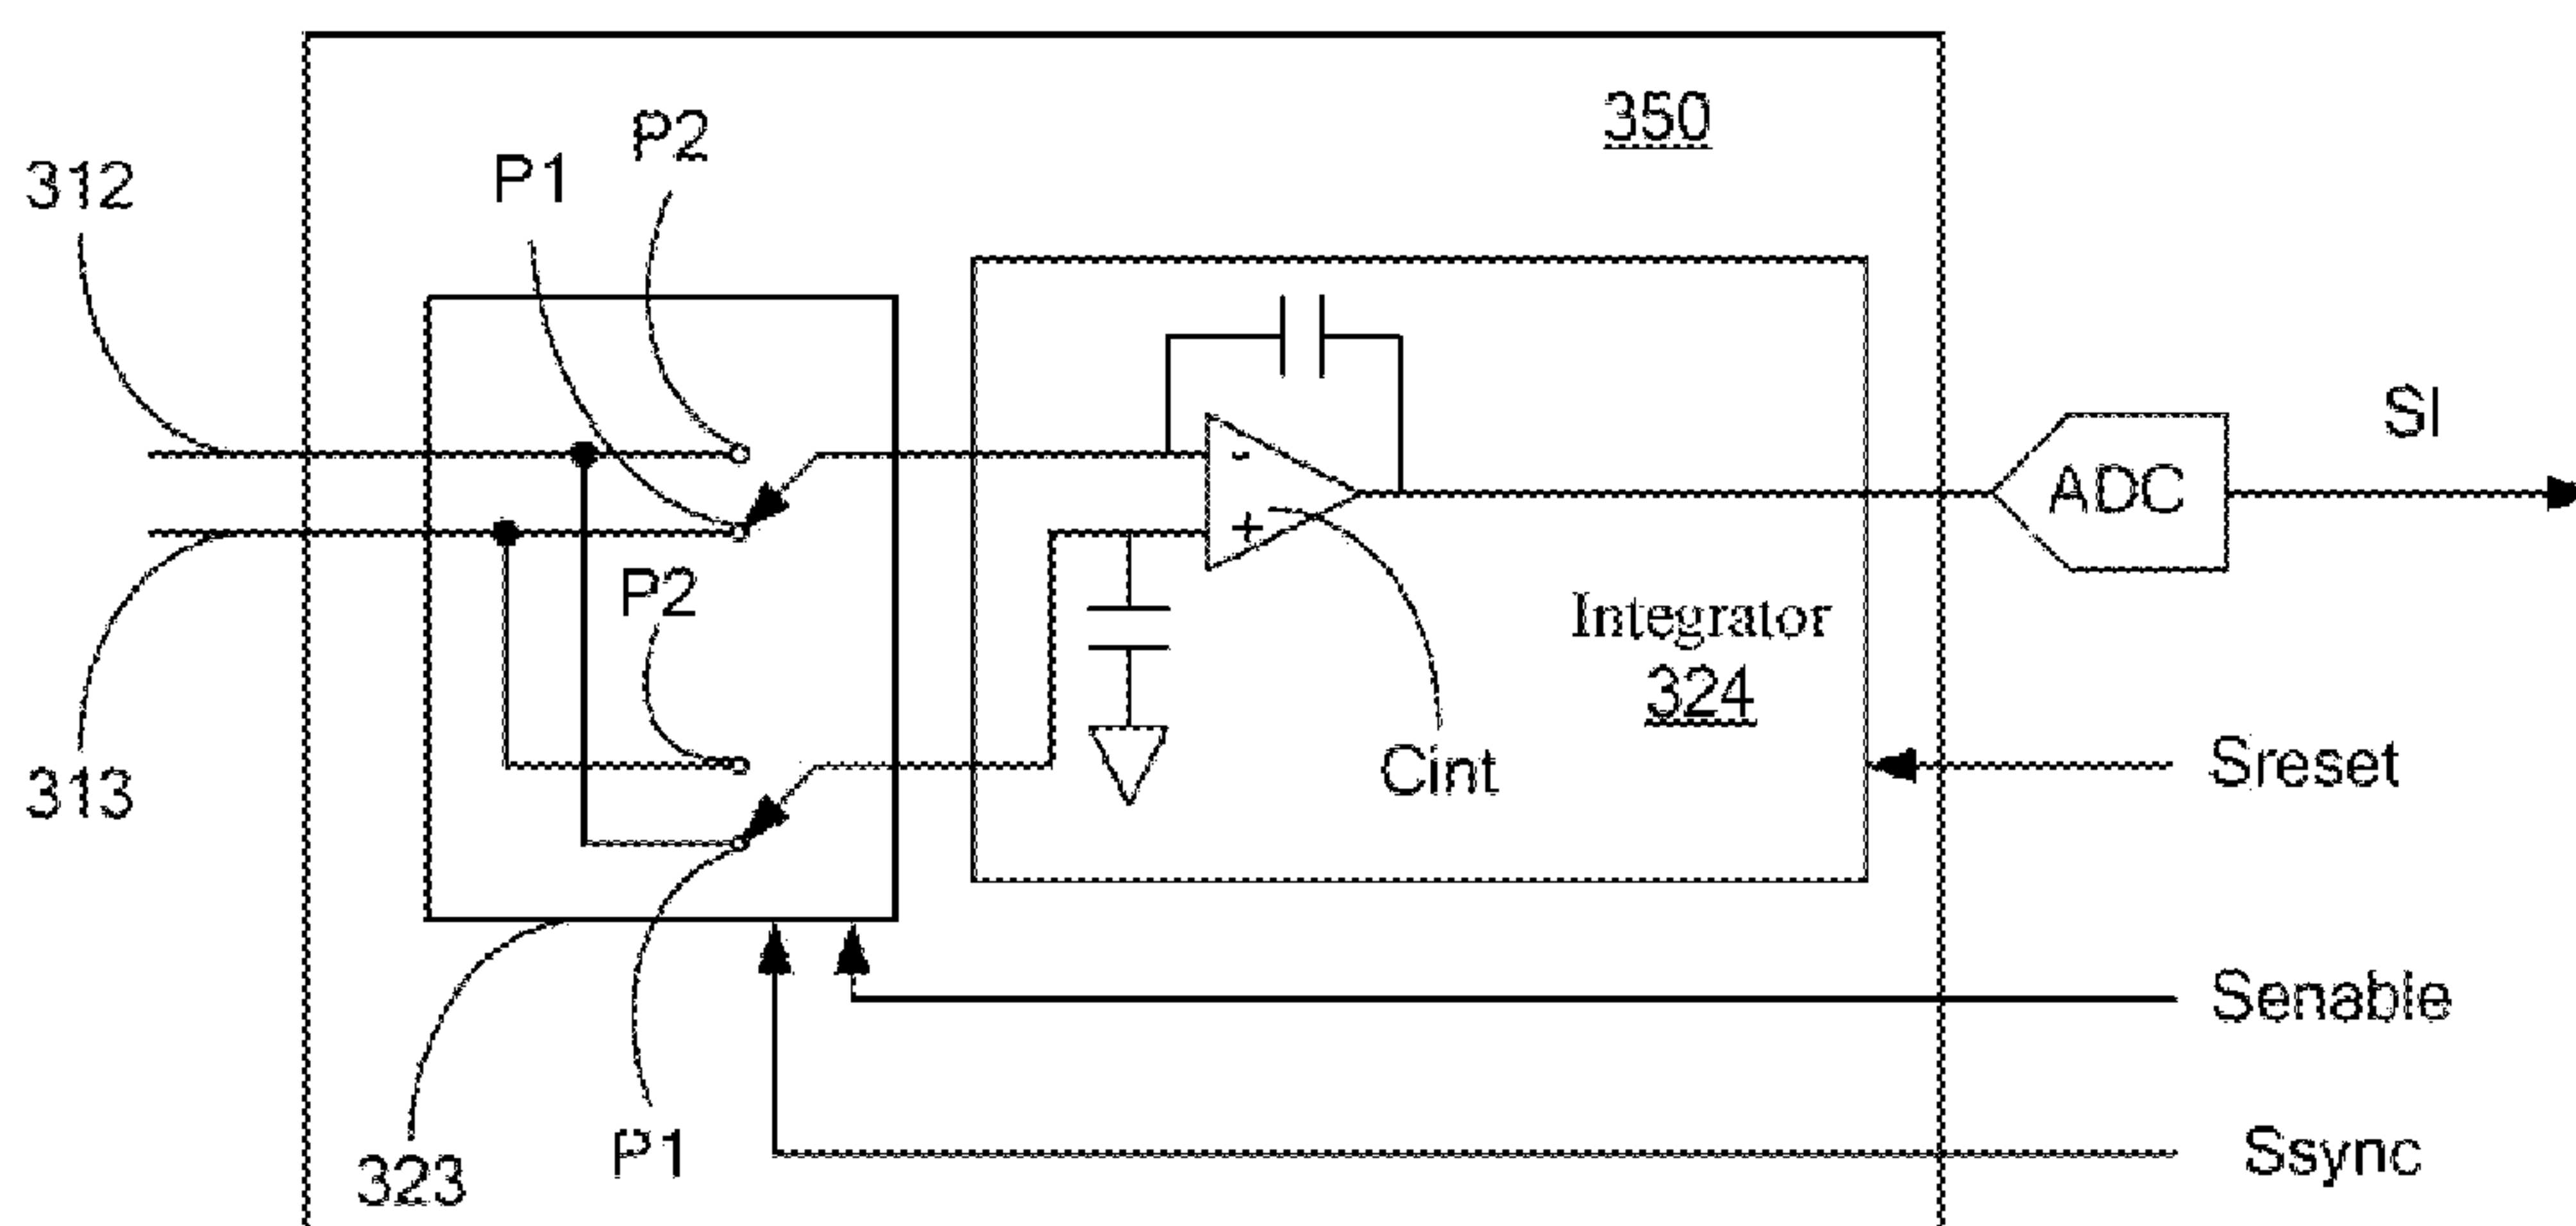 350
P2
P1
312
SI
-
ADC
+
P2
Integrator
324
Cint
313
Sreset
Senable
P1
323
Ssync